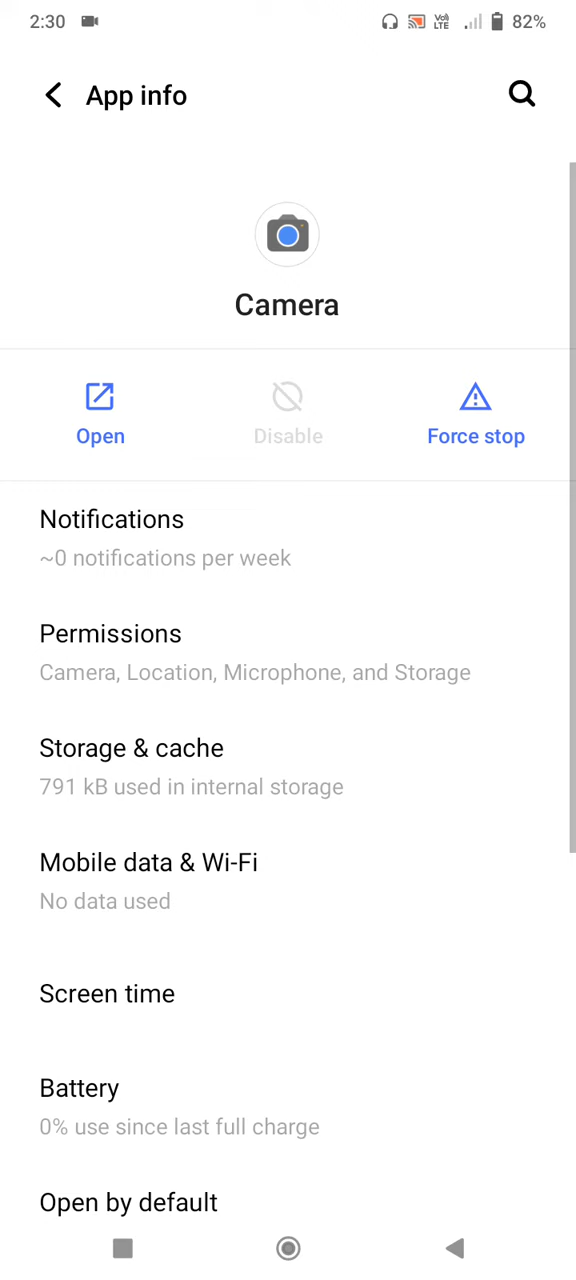 2:30 VoD LTE 82%
App info
Camera
Open Disable Force stop
Notifications
~0 notifications per week
Permissions
Camera, Location, Microphone, and Storage
Storage & cache
791 kB used in internal storage
Mobile data & Wi-Fi
No data used
Screen time
Battery
0% use since last full charge
Open by default